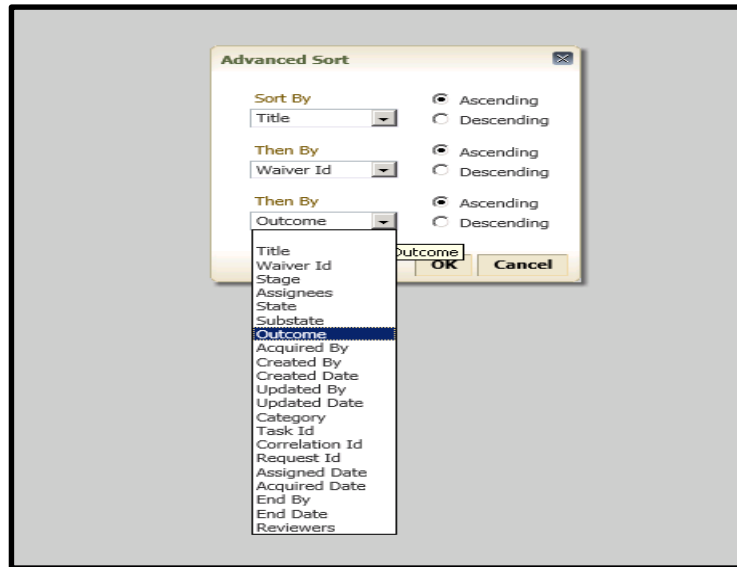 Advanced Sort
Sort By
Ascending
Title
Descending
Then By
Ascending
Waiver Id
Descending
Then By
Ascending
Outcome
Descending
Outcome
OK Cancel
Title
Waiver Id
Stage
Assignees
State
Substate
Outcome
Acquired By
Created By
Created Date
Updated By
Updated Date
Category
Task Id
Correlation Id
Request Id
Assigned Date
Acquired Date
End By
End Date
Reviewers